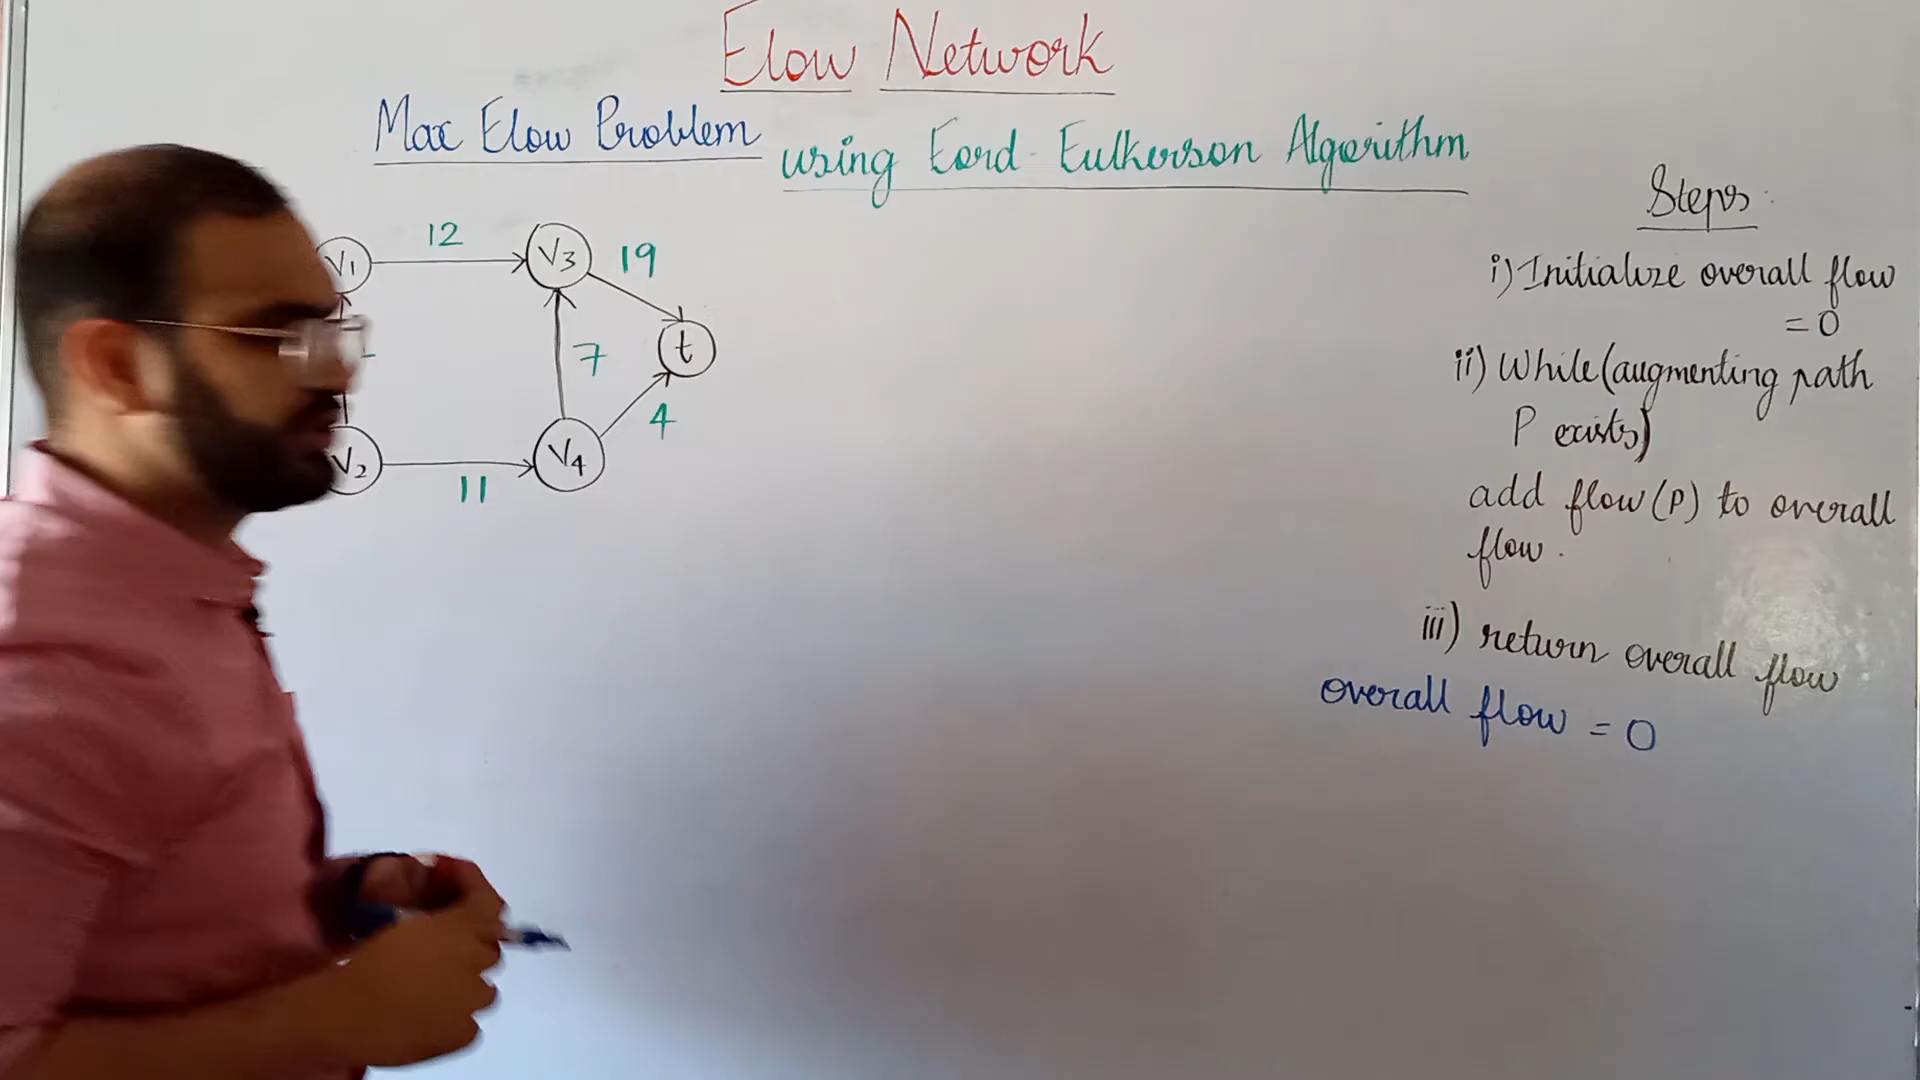 Flow Network
Max Flow Problem using Ford-Fulkerson Algorithm
Steps:
i) Initialize overall flow
= 0
ii) While (augmenting path
P exists)
add flow (P) to overall
flow.
iii) return overall flow
overall flow = 0
V1
12
V3
19
7
t
4
V2
11
V4